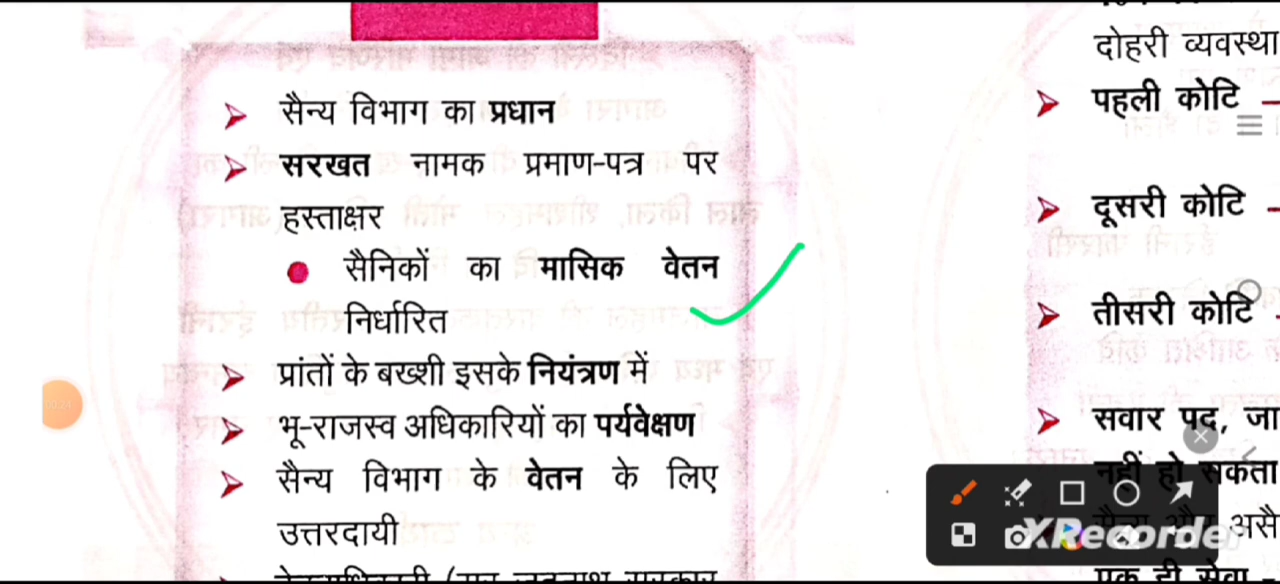 सैन्य विभाग का प्रधान
सरखत नामक प्रमाण-पत्र पर
हस्ताक्षर
सैनिकों का मासिक वेतन
निर्धारित
प्रांतों के बख्शी इसके नियंत्रण में
भू-राजस्व अधिकारियों का पर्यवेक्षण
सैन्य विभाग के वेतन के लिए
उत्तरदायी
दोहरी व्यवस्था
पहली कोटि –
दूसरी कोटि –
तीसरी कोटि –
सवार पद, जा
नहीं हो सकता
XRecorder